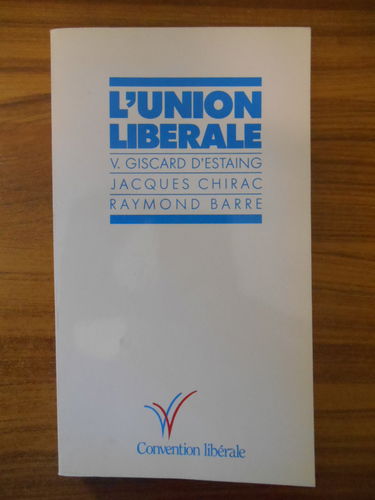 L'UNION
LIBERALE
V. GISCARD D'ESTAING
JACQUES CHIRAC
RAYMOND BARRE
Convention libérale